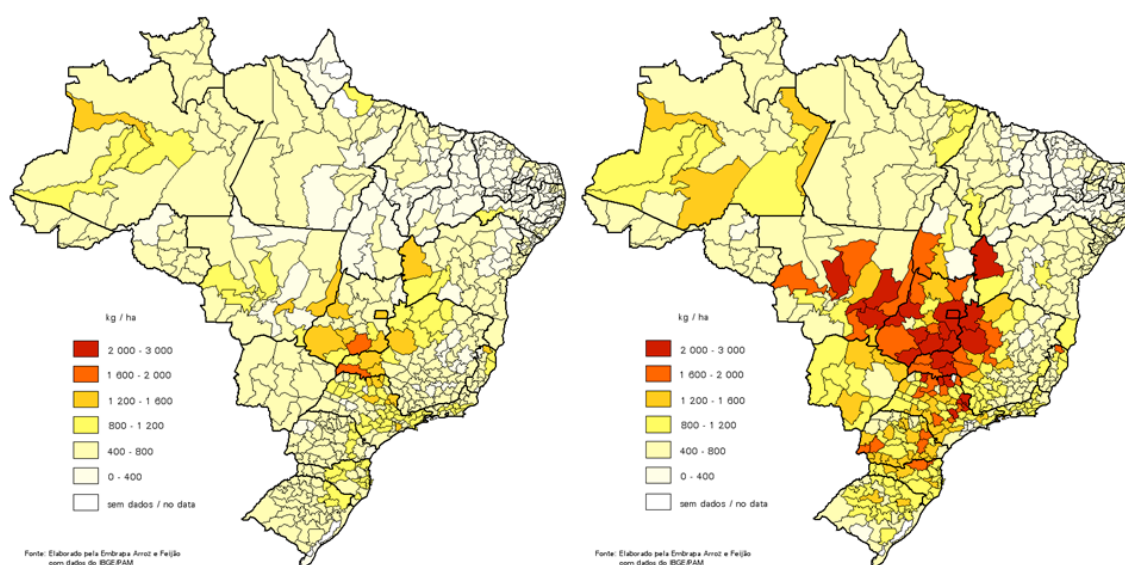 kg / ha
2 000 - 3 000
1 600 - 2 000
1 200 - 1 600
800 - 1 200
400 - 800
0 - 400
sem dados / no data
Fonte: Elaborado pela Embrapa Arroz e Feijão
com dados do IBGE/PAM
kg / ha
2 000 - 3 000
1 600 - 2 000
1 200 - 1 600
800 - 1 200
400 - 800
0 - 400
sem dados / no data
Fonte: Elaborado pela Embrapa Arroz e Feijão
com dados do IBGE/PAM